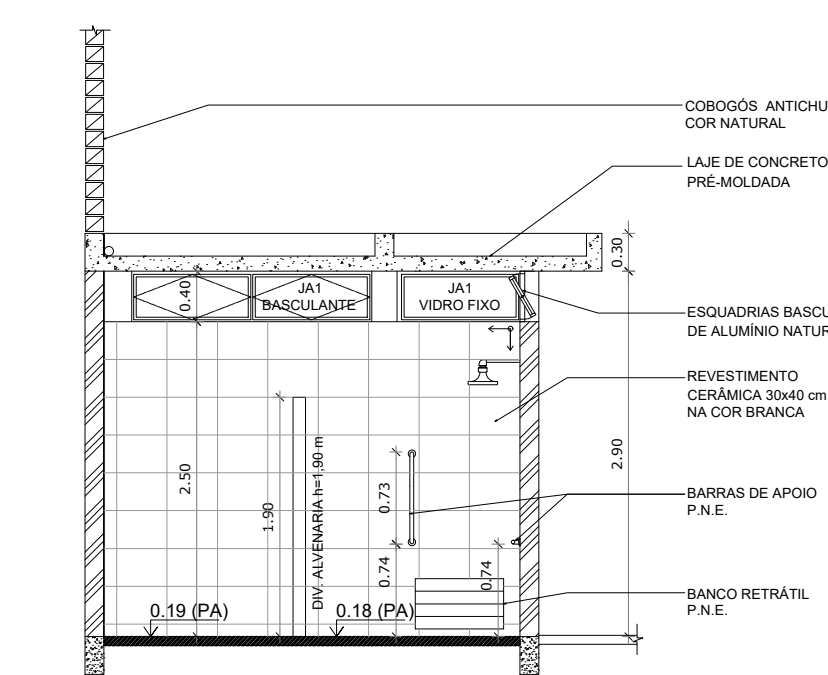 COBOGÓS ANTICHU
COR NATURAL
LAJE DE CONCRETO
PRÉ-MOLDADA
0.30
0.40
JA1
BASCULANTE
JA1
VIDRO FIXO
ESQUADRIAS BASCU
DE ALUMÍNIO NATUR
REVESTIMENTO
CERÂMICA 30x40 cm
NA COR BRANCA
2.90
2.50
1.90
DIV. ALVENARIA h=1,90 m
0.73
BARRAS DE APOIO
P.N.E.
0.74
0.74
BANCO RETRÁTIL
P.N.E.
0.19 (PA)
0.18 (PA)